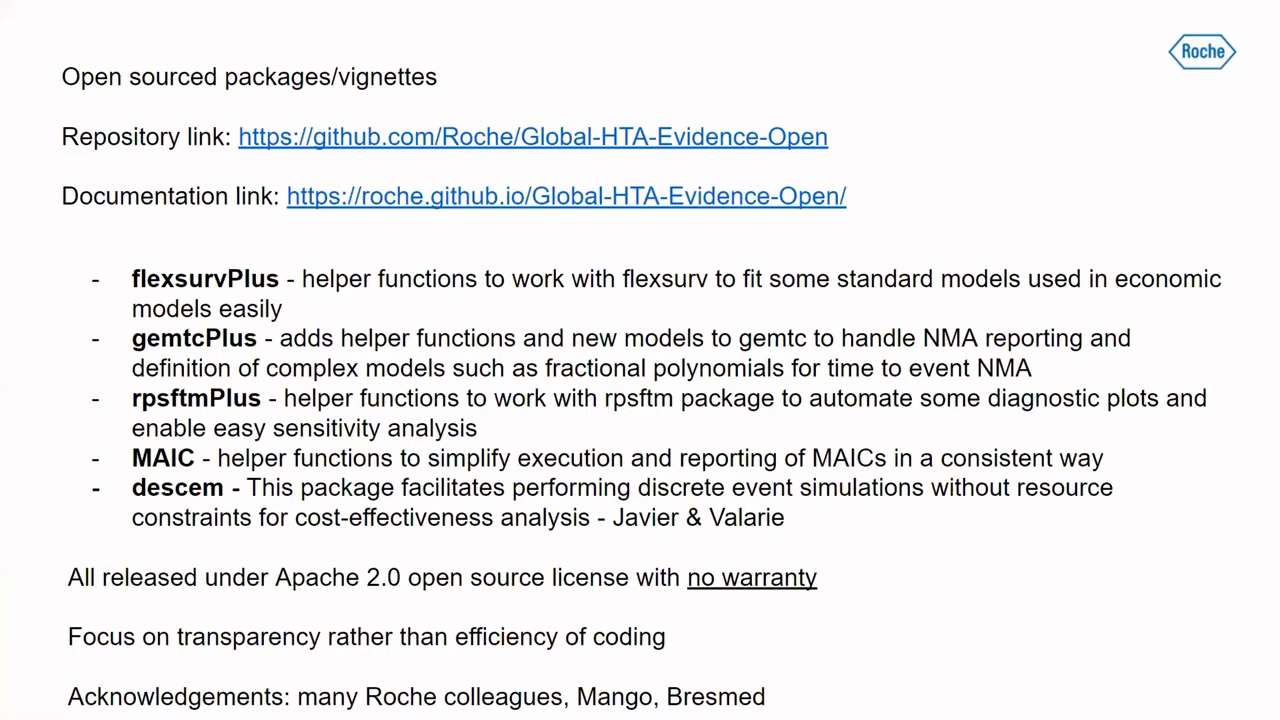 Roche
Open sourced packages/vignettes
Repository link: https://github.com/Roche/Global-HTA-Evidence-Open
Documentation link: https://roche.github.io/Global-HTA-Evidence-Open/
- flexsurvPlus - helper functions to work with flexsurv to fit some standard models used in economic
models easily
- gemtcPlus - adds helper functions and new models to gemtc to handle NMA reporting and
definition of complex models such as fractional polynomials for time to event NMA
- rpsftmPlus - helper functions to work with rpsftm package to automate some diagnostic plots and
enable easy sensitivity analysis
- MAIC - helper functions to simplify execution and reporting of MAICs in a consistent way
- descem - This package facilitates performing discrete event simulations without resource
constraints for cost-effectiveness analysis - Javier & Valarie
All released under Apache 2.0 open source license with no warranty
Focus on transparency rather than efficiency of coding
Acknowledgements: many Roche colleagues, Mango, Bresmed